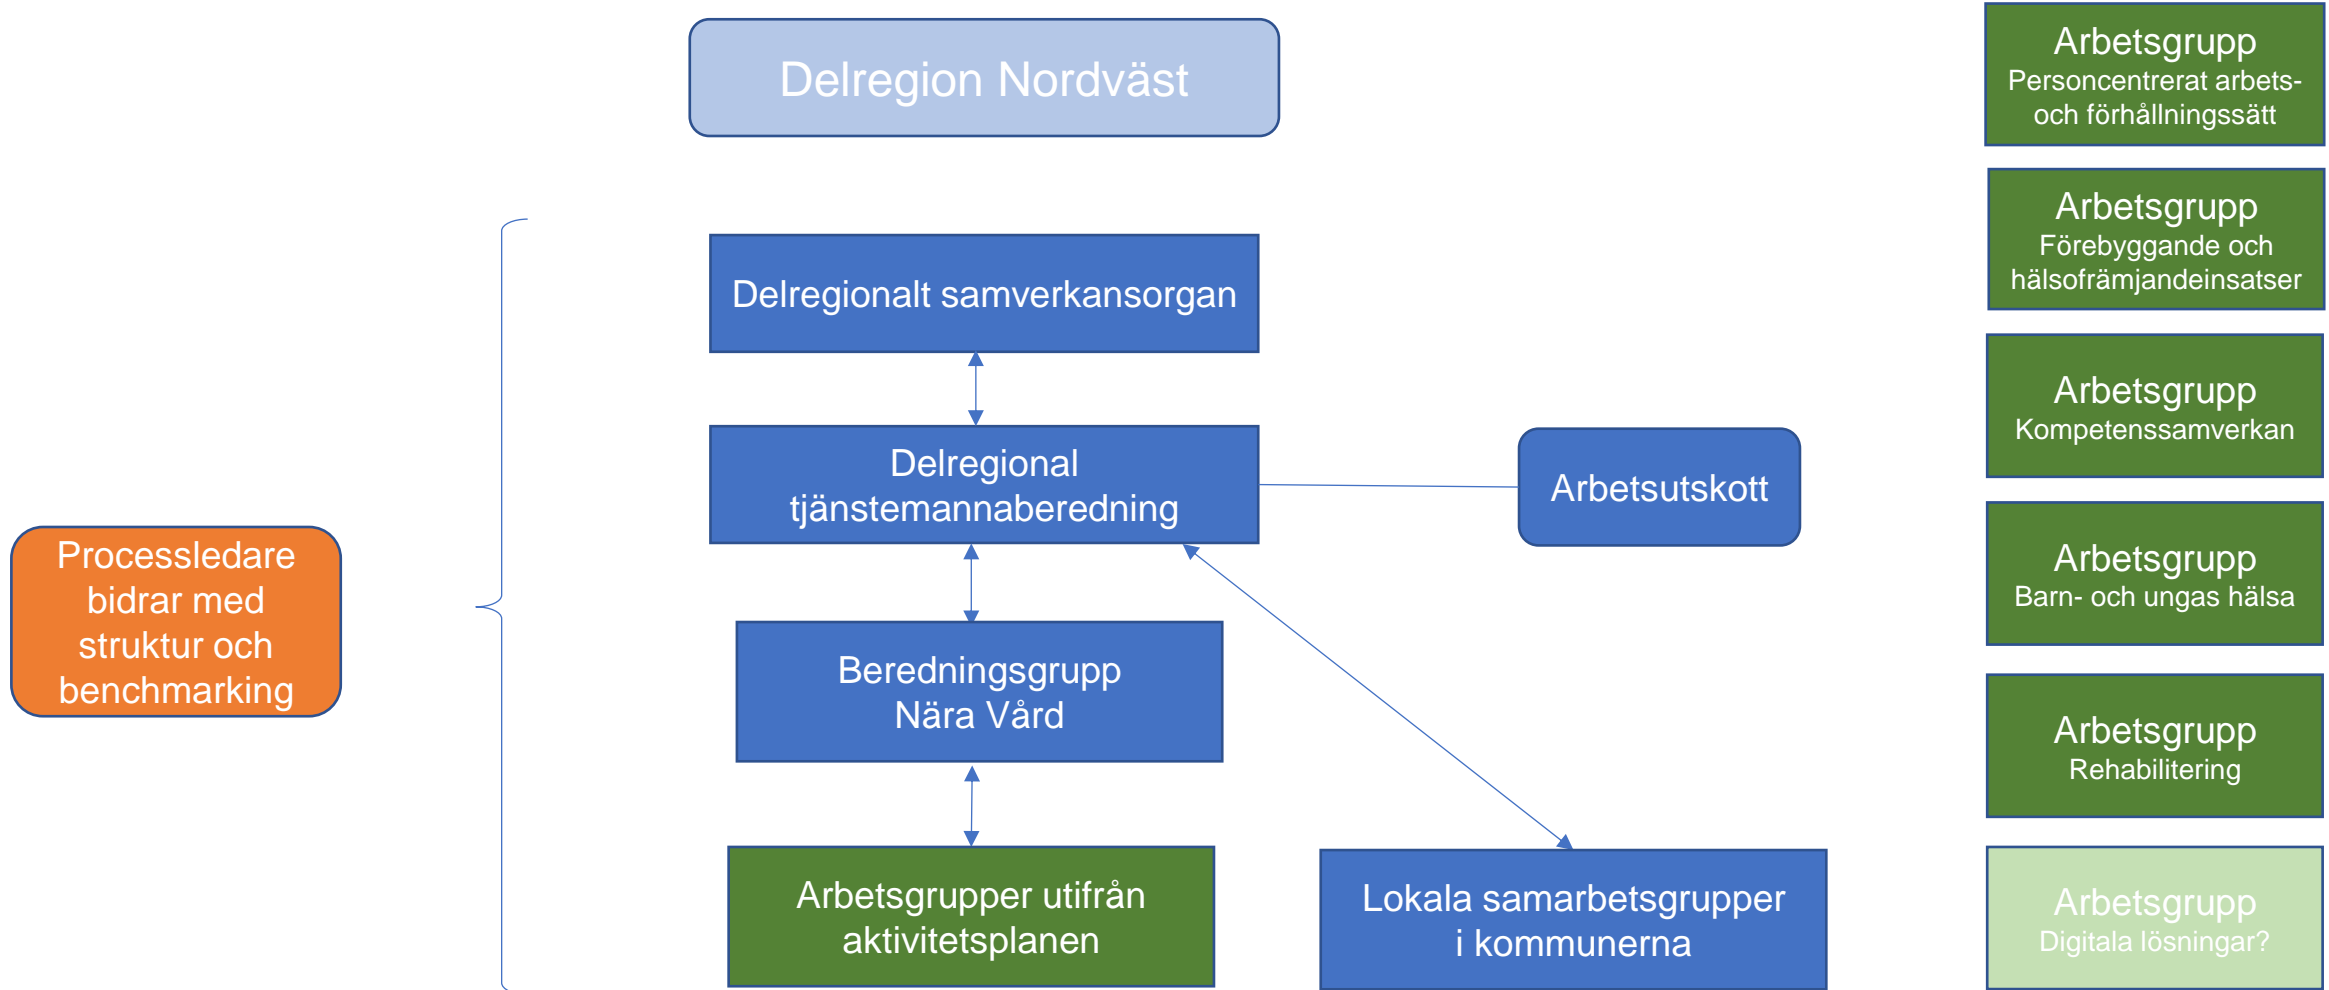 Delregion Nordväst
Processledare
bidrar med
struktur och
benchmarking
Delregionalt samverkansorgan
Delregional
tjänstemannaberedning
Arbetsutskott
Beredningsgrupp
Nära Vård
Arbetsgrupper utifrån
aktivitetsplanen
Lokala samarbetsgrupper
i kommunerna
Arbetsgrupp
Personcentrerat arbets-
och förhållningssätt
Arbetsgrupp
Förebyggande och
hälsofrämjandeinsatser
Arbetsgrupp
Kompetenssamverkan
Arbetsgrupp
Barn- och ungas hälsa
Arbetsgrupp
Rehabilitering
Arbetsgrupp
Digitala lösningar?